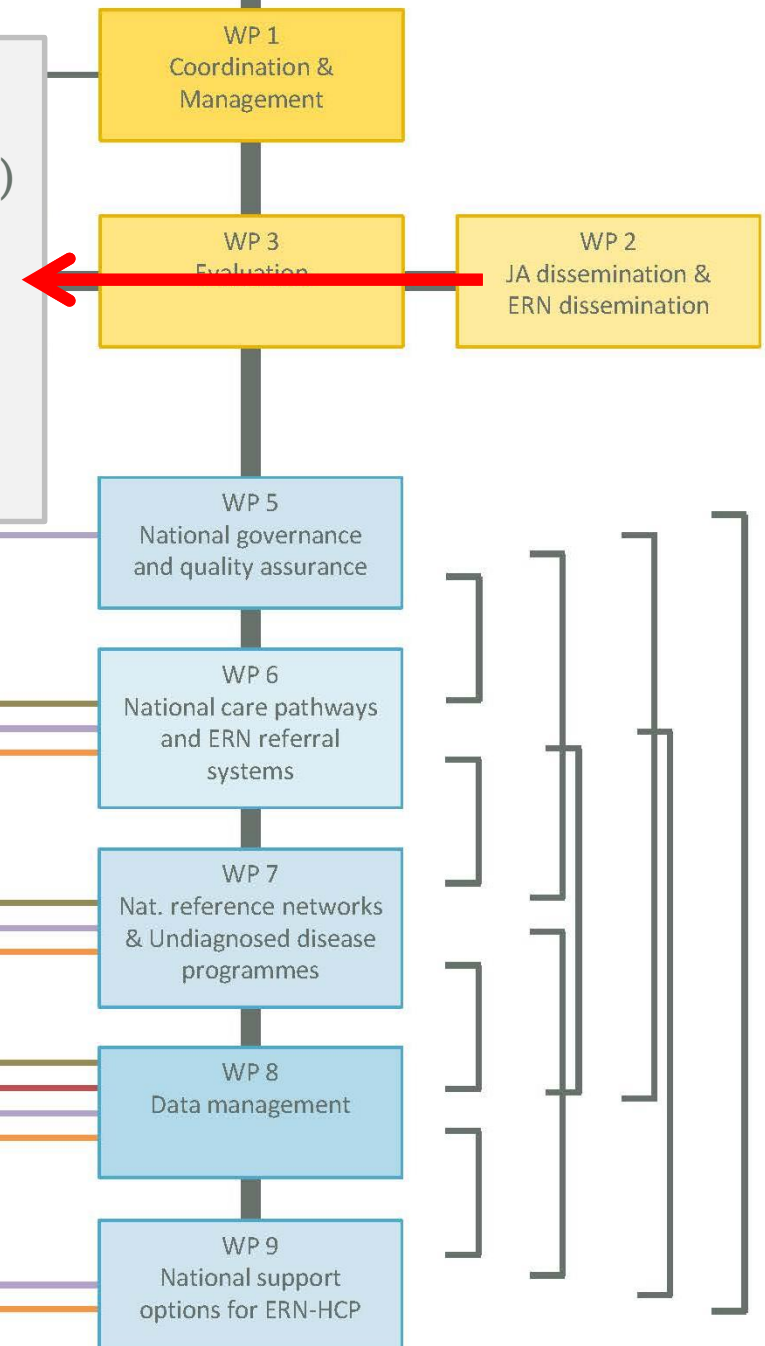 WP 1
Coordination &
Management
)
WP 3
Evaluation
WP 2
JA dissemination &
ERN dissemination
WP 5
National governance
and quality assurance
WP 6
National care pathways
and ERN referral
systems
WP 7
Nat. reference networks
& Undiagnosed disease
programmes
WP 8
Data management
WP 9
National support
options for ERN-HCP